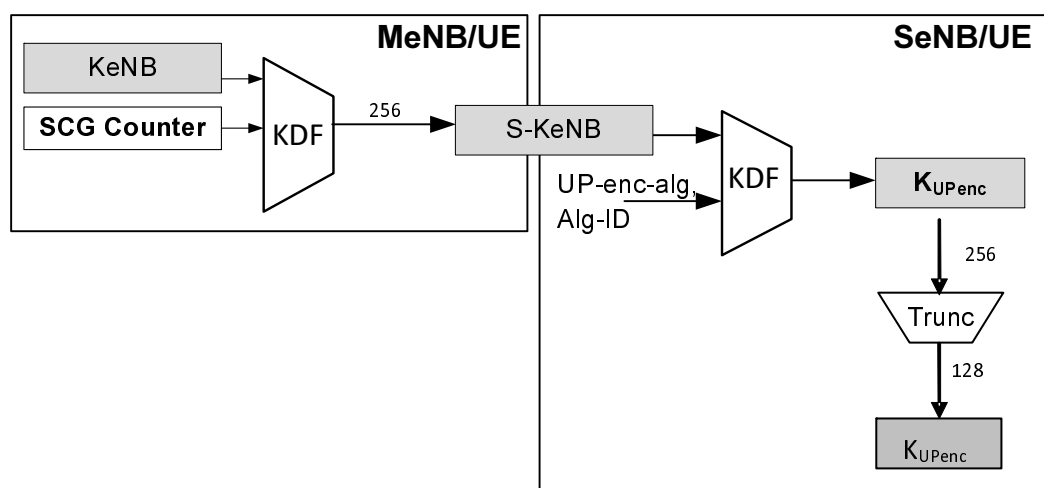 MeNB/UE
KeNB
SCG Counter
KDF
256
S-KeNB
SeNB/UE
UP-enc-alg,
Alg-ID
KDF
KUPenc
256
Trunc
128
KUPenc